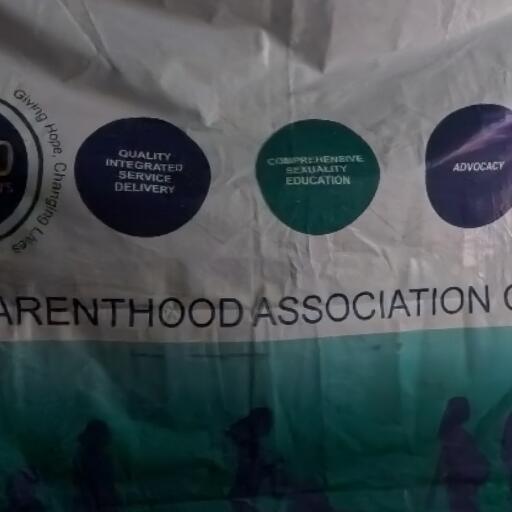 Giving Hope, Changing Lives
QUALITY
INTEGRATED
SERVICE
DELIVERY
COMPREHENSIVE
SEXUALITY
EDUCATION
ADVOCACY
ARENTHOOD ASSOCIATION